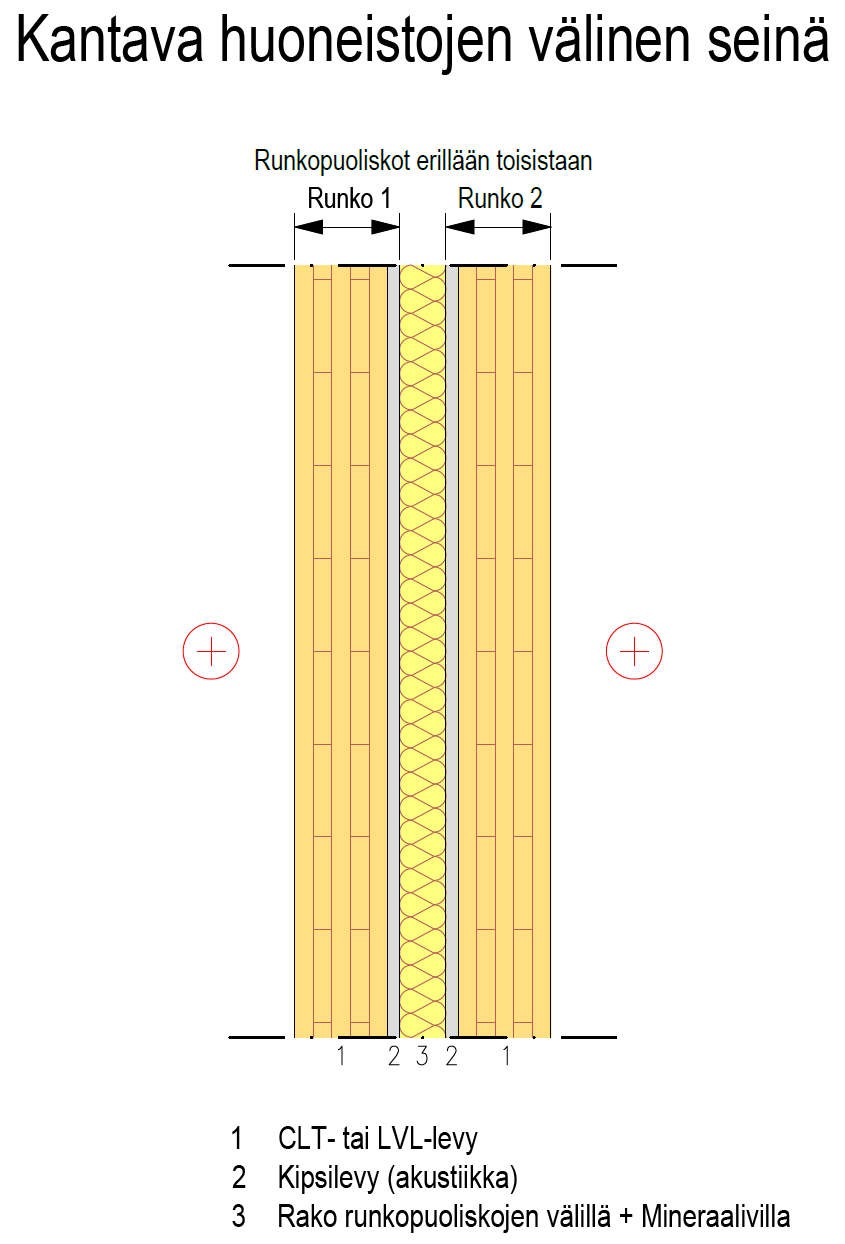 Kantava huoneistojen välinen seinä
Runkopuoliskot erillään toisistaan
Runko 1 Runko 2
1 2 3 2 1
1 CLT- tai LVL-levy
2 Kipsilevy (akustiikka)
3 Rako runkopuoliskojen välillä + Mineraalivilla